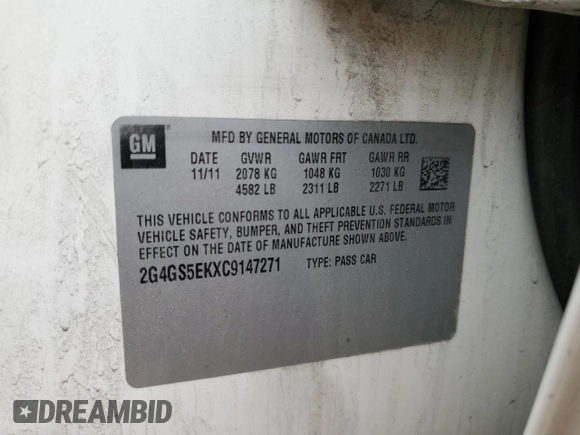 GM
MFD BY GENERAL MOTORS OF CANADA LTD.
DATE GVWR GAWR FRT GAWR RR
11/11 2078 KG 1048 KG 1030 KG
4582 LB 2311 LB 2271 LB
THIS VEHICLE CONFORMS TO ALL APPLICABLE U.S. FEDERAL MOTOR
VEHICLE SAFETY, BUMPER, AND THEFT PREVENTION STANDARDS IN
EFFECT ON THE DATE OF MANUFACTURE SHOWN ABOVE.
2G4GS5EKXC9147271 TYPE: PASS CAR
DREAMBID